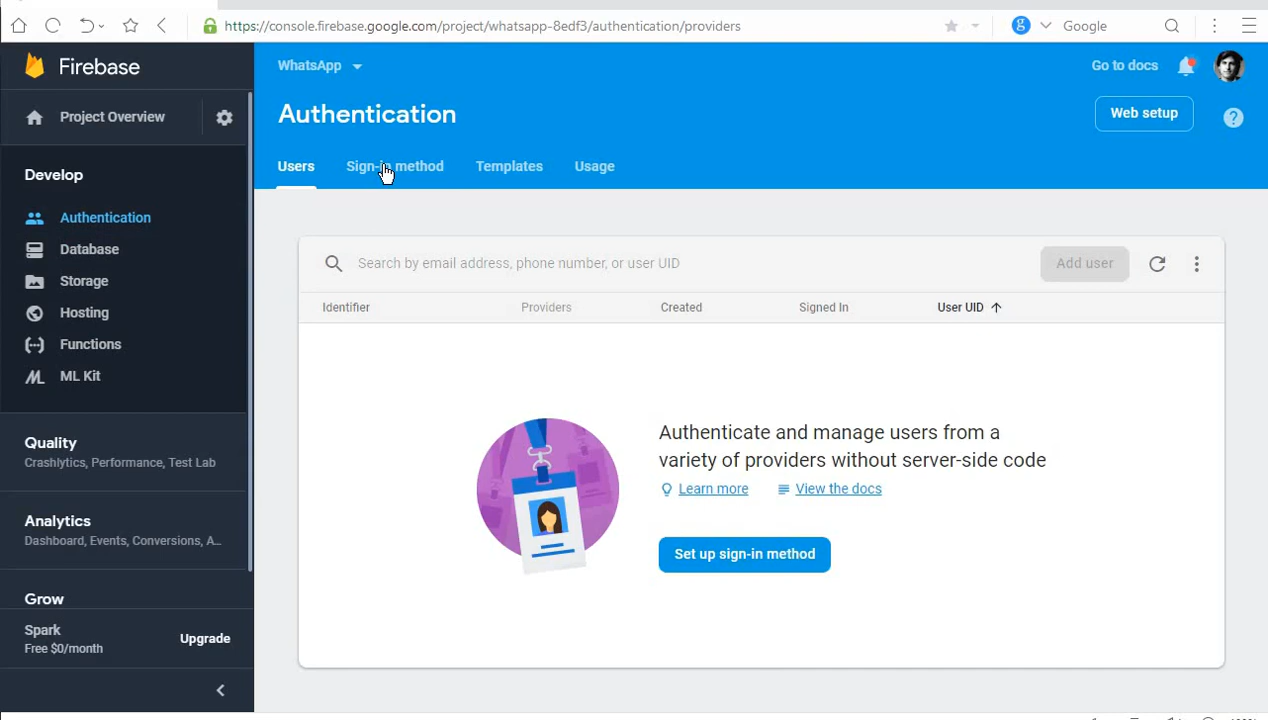 https://console.firebase.google.com/project/whatsapp-8edf3/authentication/providers
Google
Firebase
WhatsApp
Go to docs
Project Overview
Authentication
Web setup
?
Users
Sign-in method
Templates
Usage
Develop
Authentication
Database
Storage
Hosting
Functions
ML Kit
Search by email address, phone number, or user UID
Add user
Identifier
Providers
Created
Signed In
User UID
Authenticate and manage users from a
variety of providers without server-side code
Learn more
View the docs
Set up sign-in method
Quality
Crashlytics, Performance, Test Lab
Analytics
Dashboard, Events, Conversions, A...
Grow
Spark
Free $0/month
Upgrade